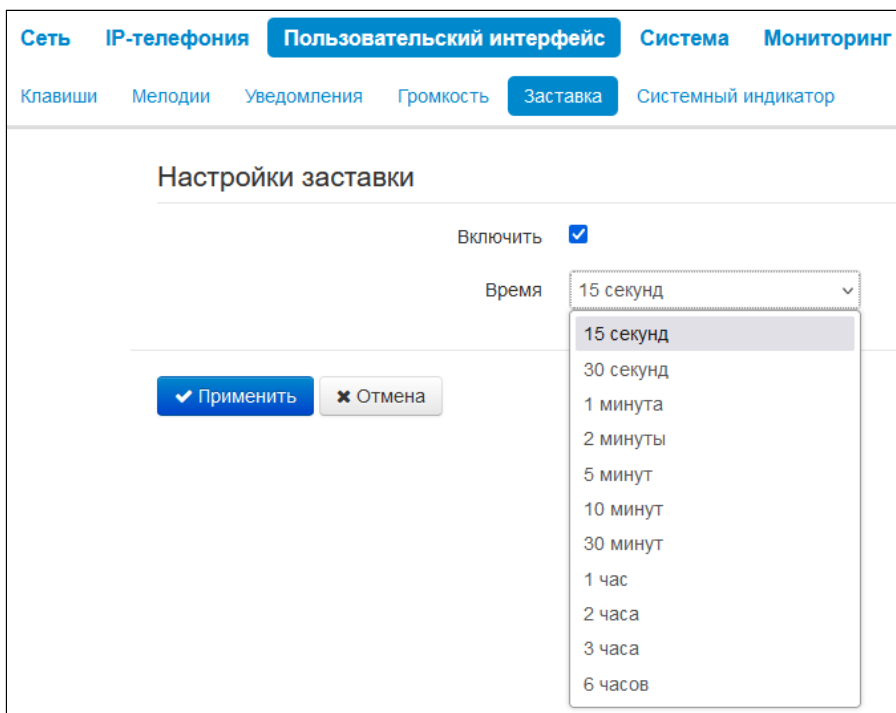 Сеть IP-телефония Пользовательский интерфейс Система Мониторинг
Клавиши Мелодии Уведомления Громкость Заставка Системный индикатор
Настройки заставки
Включить
Время 15 секунд
15 секунд
30 секунд
1 минута
2 минуты
5 минут
10 минут
30 минут
1 час
2 часа
3 часа
6 часов
Применить Отмена